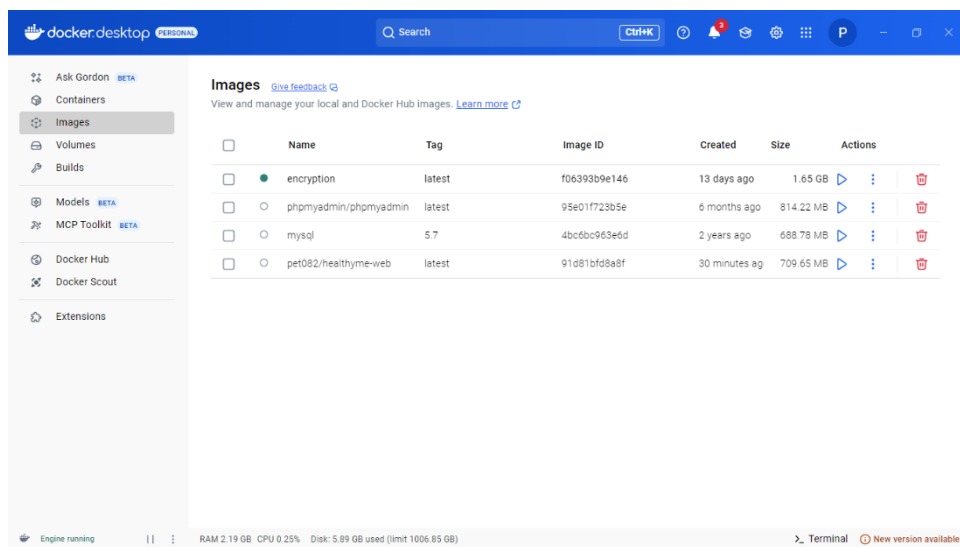 docker.desktop PERSONAL Search Ctrl+K 3 P
Ask Gordon BETA
Containers
Images
Volumes
Builds
Models BETA
MCP Toolkit BETA
Docker Hub
Docker Scout
Extensions
Images Give feedback
View and manage your local and Docker Hub images. Learn more
Name Tag Image ID Created Size Actions
encryption latest f06393b9e146 13 days ago 1.65 GB
phpmyadmin/phpmyadmin latest 95e01f723b5e 6 months ago 814.22 MB
mysql 5.7 4bc6bc963e6d 2 years ago 688.78 MB
pet082/healthyme-web latest 91d81bfd8a8f 30 minutes ag 709.65 MB
Engine running RAM 2.19 GB CPU 0.25% Disk: 5.89 GB used (limit 1006.85 GB) >_ Terminal New version available